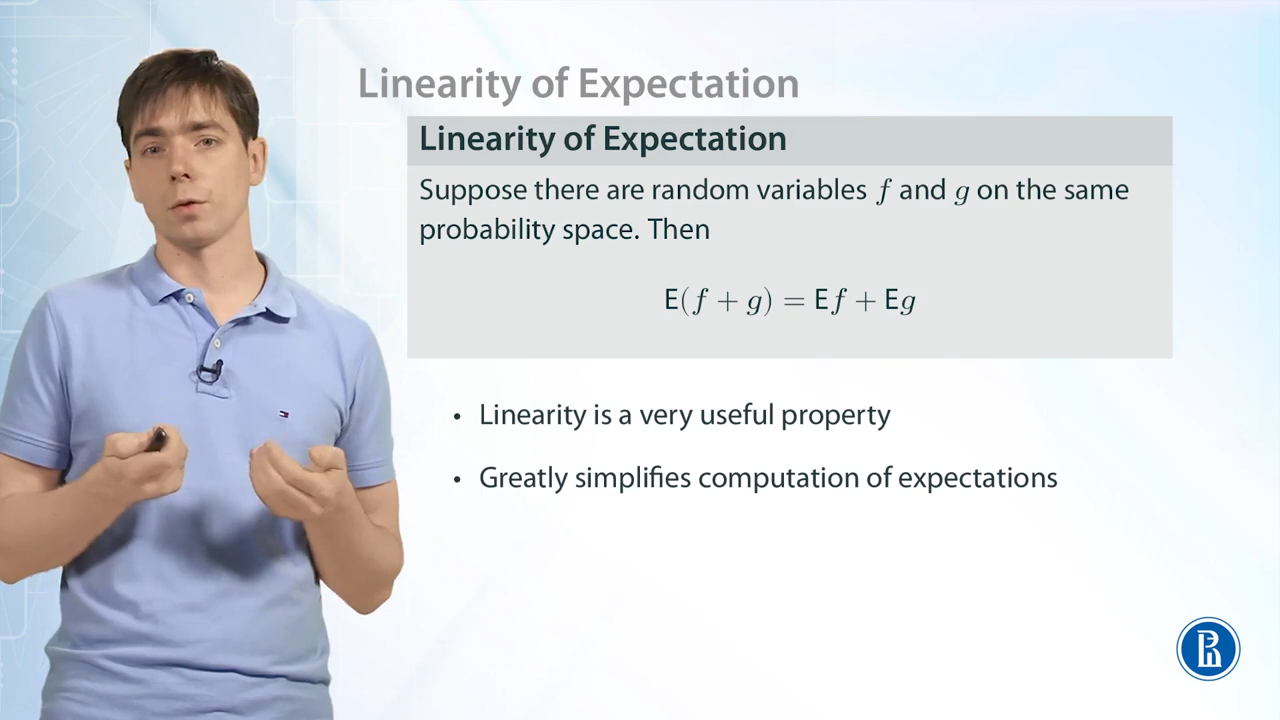 Linearity of Expectation
Linearity of Expectation
Suppose there are random variables f and g on the same
probability space. Then
E(f + g) = Ef + Eg
• Linearity is a very useful property
• Greatly simplifies computation of expectations